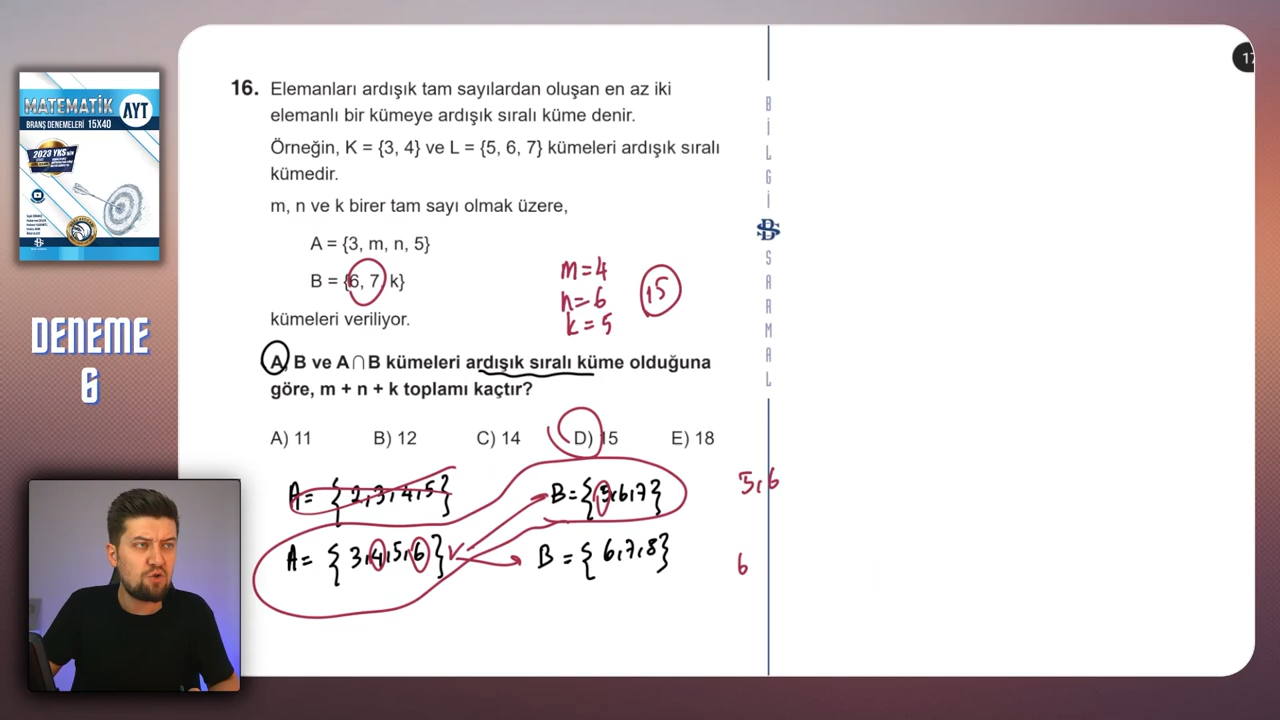 MATEMATİK AYT
BRANŞ DENEMELERİ 15X40
2023 YKS'NİN
DENEME
6
17
16. Elemanları ardışık tam sayılardan oluşan en az iki
elemanlı bir kümeye ardışık sıralı küme denir.
Örneğin, K = {3, 4} ve L = {5, 6, 7} kümeleri ardışık sıralı
kümedir.
m, n ve k birer tam sayı olmak üzere,
A = {3, m, n, 5}
B = {6, 7, k}
kümeleri veriliyor.
m=4
n=6
k=5
15
A, B ve A∩B kümeleri ardışık sıralı küme olduğuna
göre, m + n + k toplamı kaçtır?
A) 11 B) 12 C) 14 D) 15 E) 18
A= {2,3,4,5} B={5,6,7} 5,6
A= {3,4,5,6} B={6,7,8} 6
BİLGİ
SARMAL